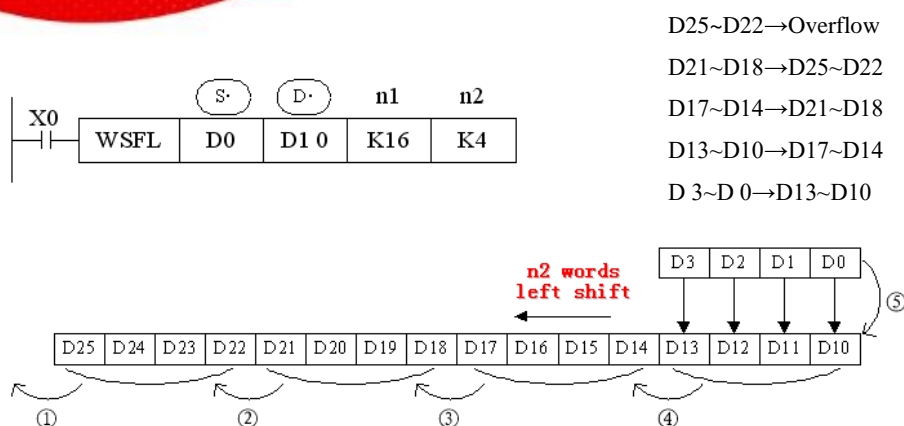 D25~D22→Overflow
D21~D18→D25~D22
D17~D14→D21~D18
D13~D10→D17~D14
D 3~D 0→D13~D10
S· D· n1 n2
X0
WSFL D0 D1 0 K16 K4
D3 D2 D1 D0
n2 words
left shift
⑤
D25 D24 D23 D22 D21 D20 D19 D18 D17 D16 D15 D14 D13 D12 D11 D10
① ② ③ ④